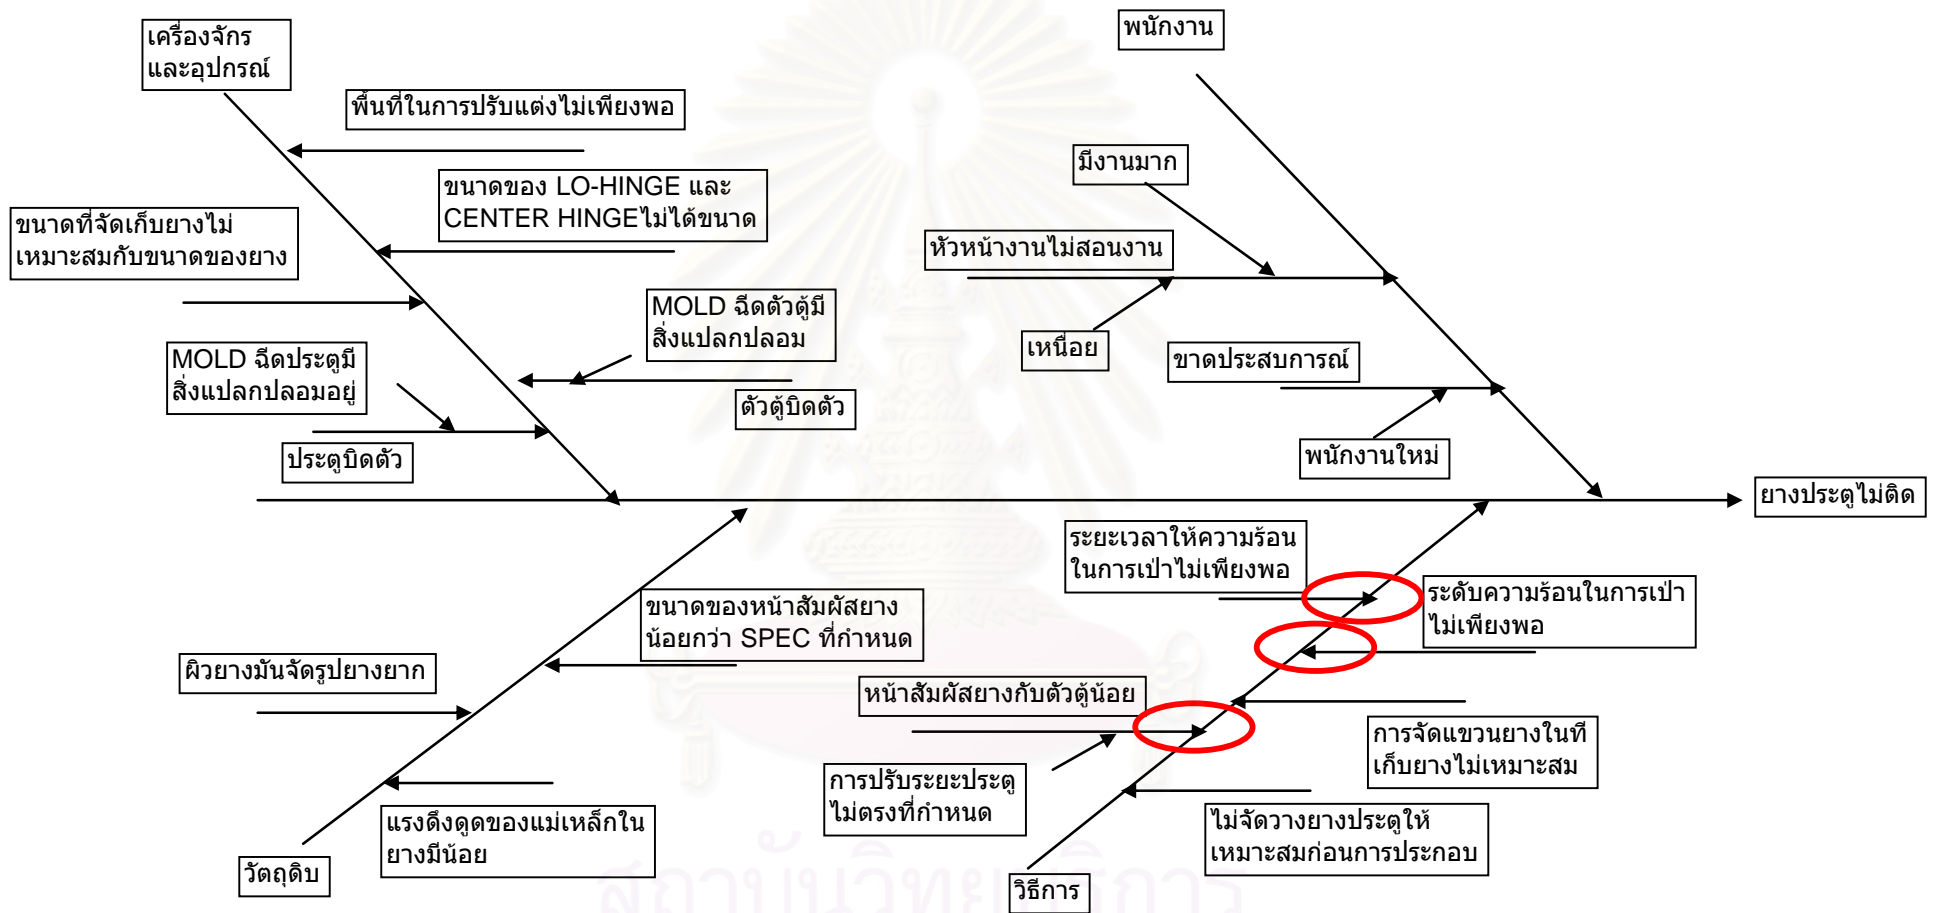 เครื่องจักร
และอุปกรณ์
พนักงาน
พื้นที่ในการปรับแต่งไม่เพียงพอ
มีงานมาก
ขนาดของ LO-HINGE และ
CENTER HINGEไม่ได้ขนาด
ขนาดที่จัดเก็บยางไม่
เหมาะสมกับขนาดของยาง
หัวหน้างานไม่สอนงาน
MOLD ฉีดตัวตู้มี
สิ่งแปลกปลอม
เหนื่อย
ขาดประสบการณ์
MOLD ฉีดประตูมี
สิ่งแปลกปลอมอยู่
ตัวตู้บิดตัว
ประตูบิดตัว
พนักงานใหม่
ยางประตูไม่ติด
ระยะเวลาให้ความร้อน
ในการเป่าไม่เพียงพอ
ระดับความร้อนในการเป่า
ไม่เพียงพอ
ขนาดของหน้าสัมผัสยาง
น้อยกว่า SPEC ที่กำหนด
ผิวยางมันจัดรูปยางยาก
หน้าสัมผัสยางกับตัวตู้น้อย
การจัดแขวนยางในที
เก็บยางไม่เหมาะสม
การปรับระยะประตู
ไม่ตรงที่กำหนด
แรงดึงดูดของแม่เหล็กใน
ยางมีน้อย
ไม่จัดวางยางประตูให้
เหมาะสมก่อนการประกอบ
วัตถุดิบ
วิธีการ
สถาบันวิทยบริการ